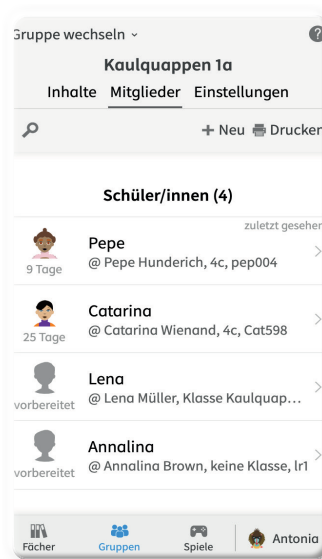 Gruppe wechseln
?
Kaulquappen 1a
Inhalte Mitglieder Einstellungen
+ Neu Drucken
Schüler/innen (4)
zuletzt gesehen
Pepe
9 Tage @ Pepe Hunderich, 4c, pep004
Catarina
25 Tage @ Catarina Wienand, 4c, Cat598
Lena
vorbereitet @ Lena Müller, Klasse Kaulquap...
Annalina
vorbereitet @ Annalina Brown, keine Klasse, lr1
Fächer Gruppen Spiele Antonia